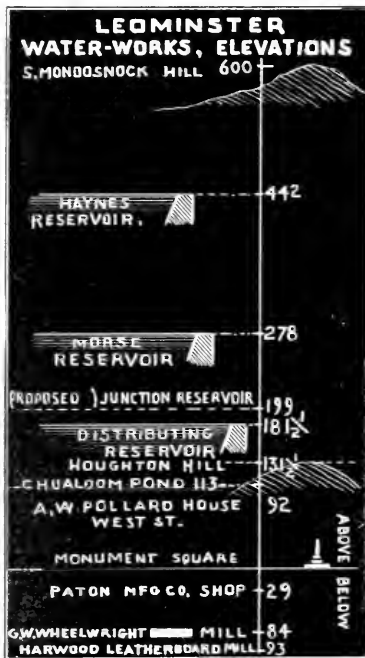 LEOMINSTER
WATER-WORKS, ELEVATIONS
S. MONOOSNOCK HILL 600
HAYNES 442
RESERVOIR.
278
MORSE
RESERVOIR
PROPOSED } JUNCTION RESERVOIR
199
181½
DISTRIBUTING
RESERVOIR
HOUGHTON HILL 131½
CHUALOOM POND 113
A.W. POLLARD HOUSE 92
WEST ST.
ABOVE
MONUMENT SQUARE
BELOW
PATON MFG CO. SHOP 29
G.W. WHEELWRIGHT MILL 84
HARWOOD LEATHERBOARD MILL 93